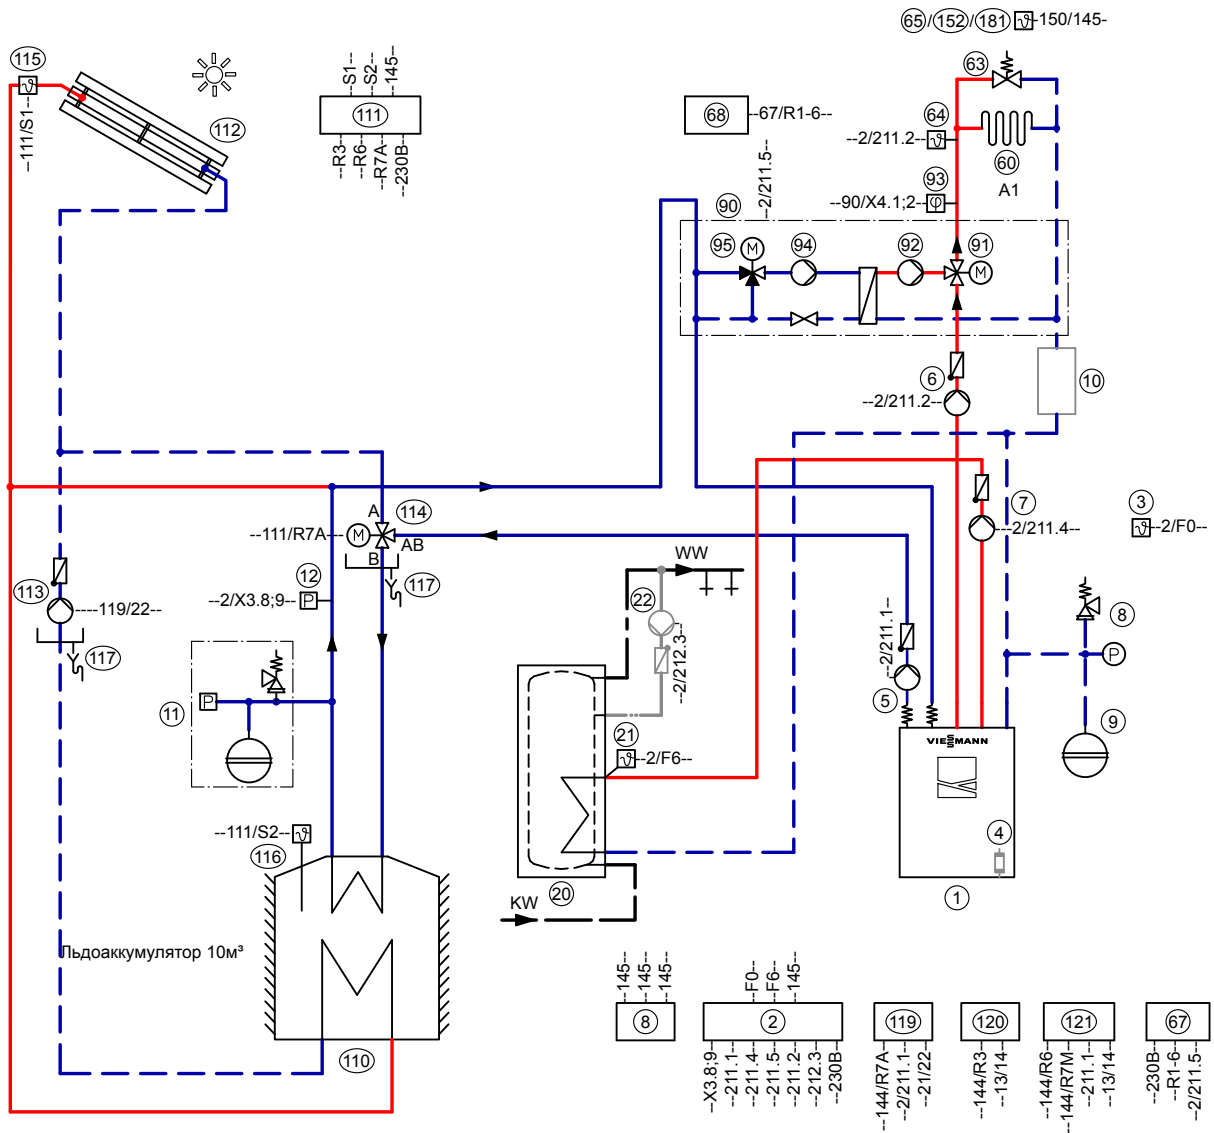 65/152/181 --150/145-
115
--111/S1--
112
--S1--
--S2--
145--
111
--R3
--R6
--R7A--
--230B--
68 --67/R1-6--
--2/211.5--
63
64
--2/211.2--
60
A1
93
--90/X4.1;2--
90
95
M
94
92
91
M
6
--2/211.2--
10
7
---2/211.4--
3
--2/F0--
A
114
--111/R7A--
M
AB
B
117
12
--2/X3.8;9--
P
113
----119/22---
117
WW
22
--2/212.3--
--2/211.1--
5
8
P
11
P
21
--2/F6--
VIESMANN
9
--111/S2--
116
4
20
1
KW
Льдоаккумулятор 10м³
110
145--
--145--
--145--
8
--F0--
--F6--
--145--
2
--X3.8;9
--211.1--
--211.4--
--211.5--
--211.2--
--212.3--
--230B
119
---144/R7A
--2/211.1--
--21/22
120
--144/R3
--13/14
121
--144/R6
--144/R7M
--211.1--
--13/14
67
--230B--
--R1-6--
--2/211.5